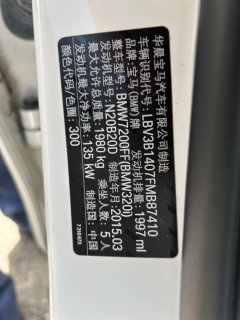 华晨宝马汽车有限公司制造
车辆识别代号:LBV3B1407FMB87410
品牌:宝马(BMW)牌
整车型号:BMW7200FF(BMW320i) 发动机排量:1997 ml
发动机型号:N20B20D 制造年月:2015.03
最大允许总质量:1980 kg 乘坐人数:5人
发动机最大净功率:135 kW 制造国:中国
颜色代码/色圈:300